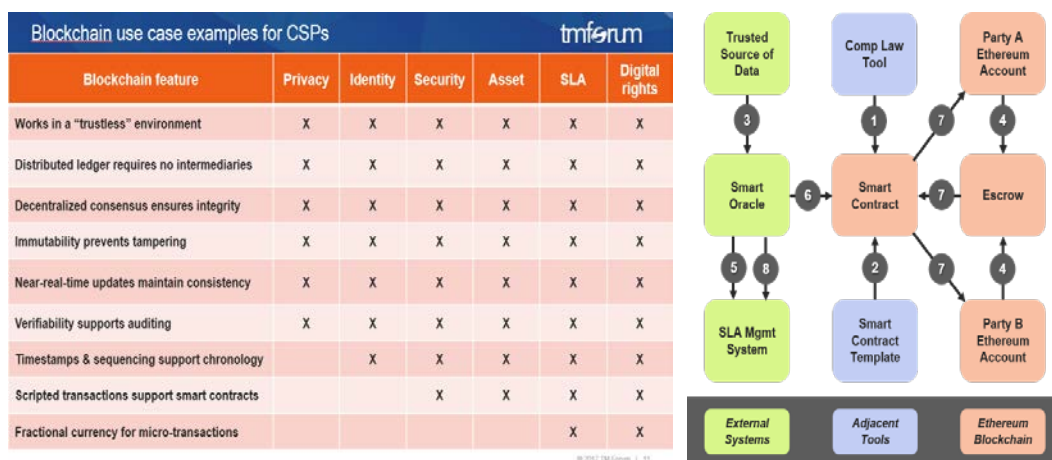 Blockchain use case examples for CSPs
tmforum
Blockchain feature Privacy Identity Security Asset SLA Digital rights
Works in a “trustless” environment X X X X X X
Distributed ledger requires no intermediaries X X X X X X
Decentralized consensus ensures integrity X X X X X X
Immutability prevents tampering X X X X X X
Near-real-time updates maintain consistency X X X X X X
Verifiability supports auditing X X X X X X
Timestamps & sequencing support chronology X X X X X
Scripted transactions support smart contracts X X X X
Fractional currency for micro-transactions X X
Trusted
Source of
Data
Comp Law
Tool
Party A
Ethereum
Account
3
1
7
4
Smart
Oracle
6
Smart
Contract
7
Escrow
5
8
2
7
4
SLA Mgmt
System
Smart
Contract
Template
Party B
Ethereum
Account
External
Systems
Adjacent
Tools
Ethereum
Blockchain